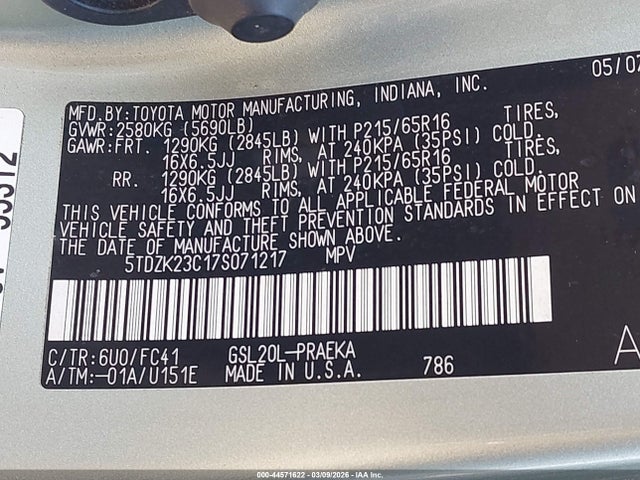 05/07
MFD.BY:TOYOTA MOTOR MANUFACTURING, INDIANA, INC.
GVWR:2580KG (5690LB)
GAWR:FRT. 1290KG (2845LB) WITH P215/65R16 TIRES,
16X6.5JJ RIMS, AT 240KPA (35PSI) COLD.
RR. 1290KG (2845LB) WITH P215/65R16 TIRES,
16X6.5JJ RIMS, AT 240KPA (35PSI) COLD.
THIS VEHICLE CONFORMS TO ALL APPLICABLE FEDERAL MOTOR
VEHICLE SAFETY AND THEFT PREVENTION STANDARDS IN EFFECT ON
THE DATE OF MANUFACTURE SHOWN ABOVE.
5TDZK23C17S071217 MPV
C/TR:6U0/FC41 GSL20L-PRAEKA
A/TM:-01A/U151E MADE IN U.S.A. 786
A
000-44571622 - 03/09/2026 - IAA Inc.